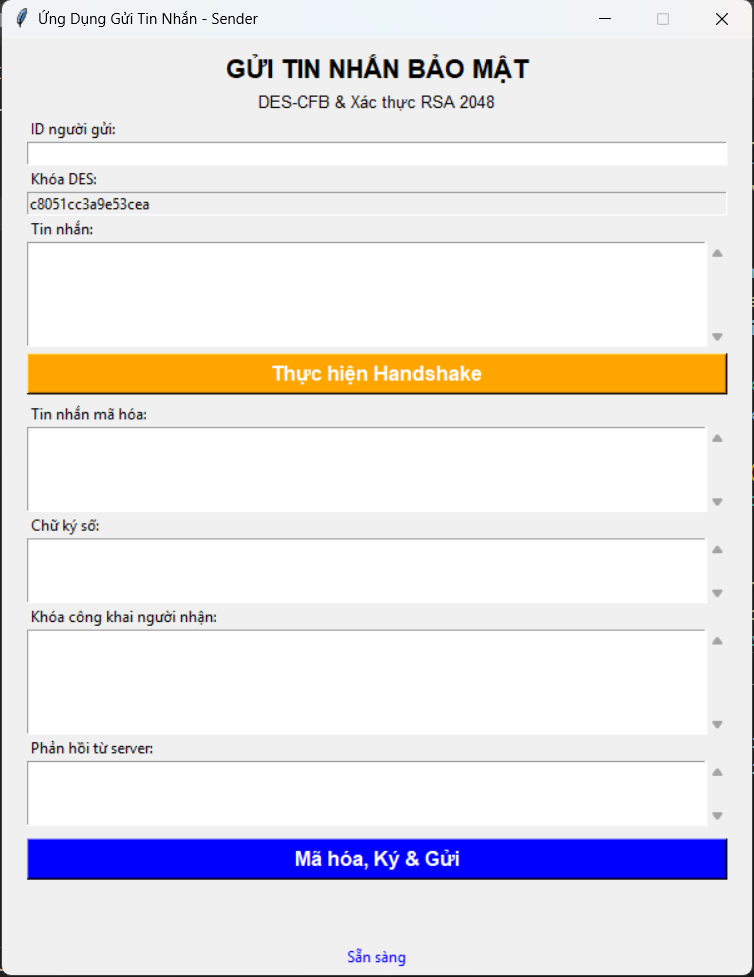 Ứng Dụng Gửi Tin Nhắn - Sender
GỬI TIN NHẮN BẢO MẬT
DES-CFB & Xác thực RSA 2048
ID người gửi:
Khóa DES:
c8051cc3a9e53cea
Tin nhắn:
Thực hiện Handshake
Tin nhắn mã hóa:
Chữ ký số:
Khóa công khai người nhận:
Phản hồi từ server:
Mã hóa, Ký & Gửi
Sẵn sàng